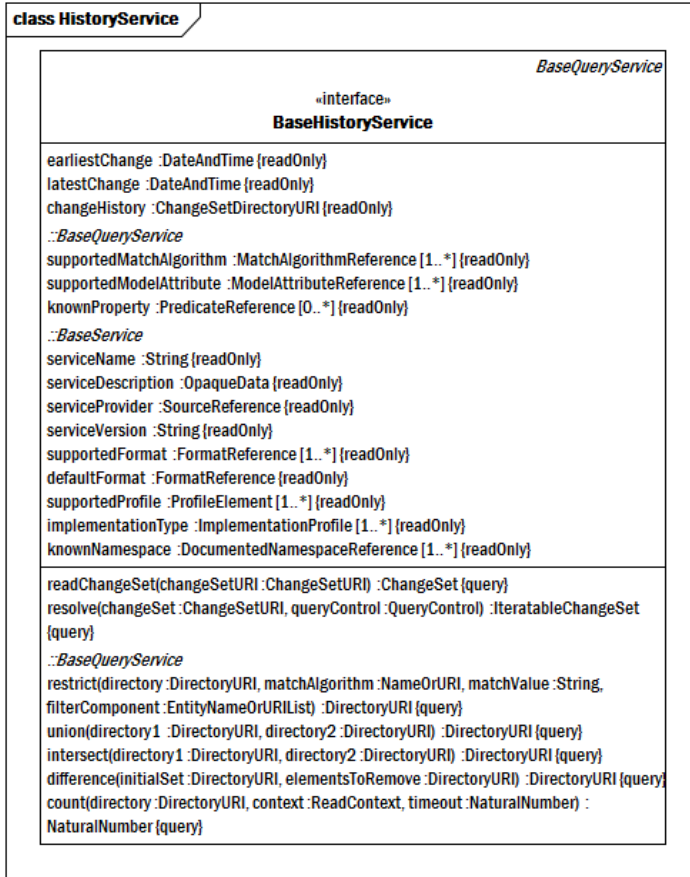 class HistoryService
BaseQueryService
«interface»
BaseHistoryService
earliestChange :DateAndTime {readOnly}
latestChange :DateAndTime {readOnly}
changeHistory :ChangeSetDirectoryURI {readOnly}
::BaseQueryService
supportedMatchAlgorithm :MatchAlgorithmReference [1..*] {readOnly}
supportedModelAttribute :ModelAttributeReference [1..*] {readOnly}
knownProperty :PredicateReference [0..*] {readOnly}
::BaseService
serviceName :String {readOnly}
serviceDescription :OpaqueData {readOnly}
serviceProvider :SourceReference {readOnly}
serviceVersion :String {readOnly}
supportedFormat :FormatReference [1..*] {readOnly}
defaultFormat :FormatReference {readOnly}
supportedProfile :ProfileElement [1..*] {readOnly}
implementationType :ImplementationProfile [1..*] {readOnly}
knownNamespace :DocumentedNamespaceReference [1..*] {readOnly}
readChangeSet(changeSetURI :ChangeSetURI) :ChangeSet {query}
resolve(changeSet :ChangeSetURI, queryControl :QueryControl) :IteratableChangeSet
{query}
::BaseQueryService
restrict(directory :DirectoryURI, matchAlgorithm :NameOrURI, matchValue :String,
filterComponent :EntityNameOrURIList) :DirectoryURI {query}
union(directory1 :DirectoryURI, directory2 :DirectoryURI) :DirectoryURI {query}
intersect(directory1 :DirectoryURI, directory2 :DirectoryURI) :DirectoryURI {query}
difference(initialSet :DirectoryURI, elementsToRemove :DirectoryURI) :DirectoryURI {query}
count(directory :DirectoryURI, context :ReadContext, timeout :NaturalNumber) :
NaturalNumber {query}